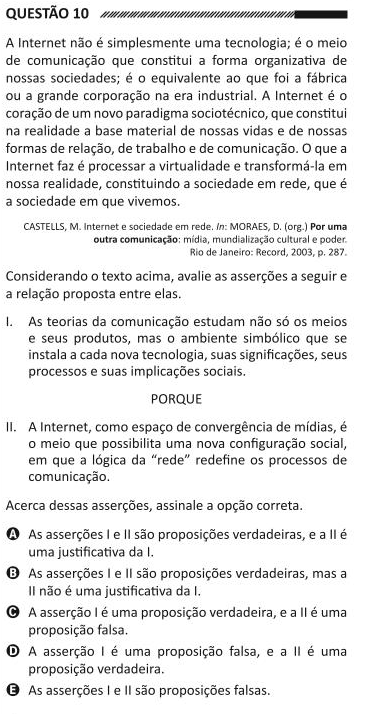 QUESTÃO 10
A Internet não é simplesmente uma tecnologia; é o meio
de comunicação que constitui a forma organizativa de
nossas sociedades; é o equivalente ao que foi a fábrica
ou a grande corporação na era industrial. A Internet é o
coração de um novo paradigma sociotécnico, que constitui
na realidade a base material de nossas vidas e de nossas
formas de relação, de trabalho e de comunicação. O que a
Internet faz é processar a virtualidade e transformá-la em
nossa realidade, constituindo a sociedade em rede, que é
a sociedade em que vivemos.
CASTELLS, M. Internet e sociedade em rede. In: MORAES, D. (org.) Por uma
outra comunicação: mídia, mundialização cultural e poder.
Rio de Janeiro: Record, 2003, p. 287.
Considerando o texto acima, avalie as asserções a seguir e
a relação proposta entre elas.
I. As teorias da comunicação estudam não só os meios
e seus produtos, mas o ambiente simbólico que se
instala a cada nova tecnologia, suas significações, seus
processos e suas implicações sociais.
PORQUE
II. A Internet, como espaço de convergência de mídias, é
o meio que possibilita uma nova configuração social,
em que a lógica da “rede” redefine os processos de
comunicação.
Acerca dessas asserções, assinale a opção correta.
A As asserções I e II são proposições verdadeiras, e a II é
uma justificativa da I.
B As asserções I e II são proposições verdadeiras, mas a
II não é uma justificativa da I.
C A asserção I é uma proposição verdadeira, e a II é uma
proposição falsa.
D A asserção I é uma proposição falsa, e a II é uma
proposição verdadeira.
E As asserções I e II são proposições falsas.